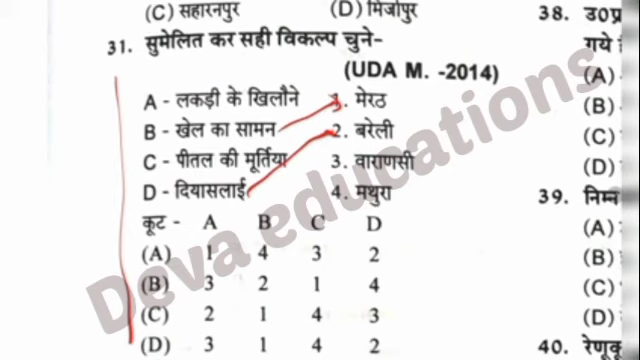 (C) सहारनपुर (D) मिर्जापुर
31. सुमेलित कर सही विकल्प चुने-
(UDA M. -2014)
A - लकड़ी के खिलौने 1. मेरठ
B - खेल का सामन 2. बरेली
C - पीतल की मूर्तिया 3. वाराणसी
D - दियासलाई 4. मथुरा
कूट - A B C D
(A) 1 4 3 2
(B) 3 2 1 4
(C) 2 1 4 3
(D) 3 1 4 2
38. उ0प्र
गये
(A)
(B)
(C)
(D)
39. निम्न
(A)
(B)
(C)
(D)
40. रेणुकू
Deva educations